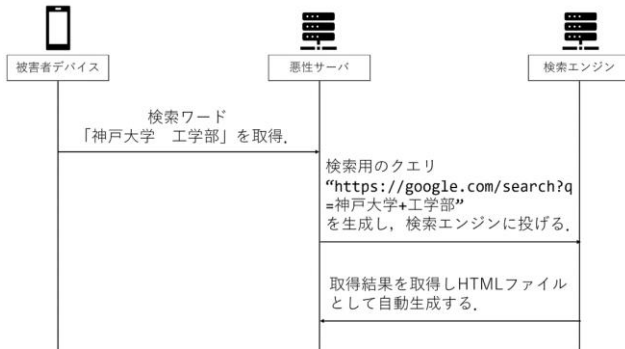 被害者デバイス
悪性サーバ
検索エンジン
検索ワード
「神戸大学　工学部」を取得.
検索用のクエリ
“https://google.com/search?q
=神戸大学+工学部”
を生成し，検索エンジンに投げる.
取得結果を取得しHTMLファイル
として自動生成する.